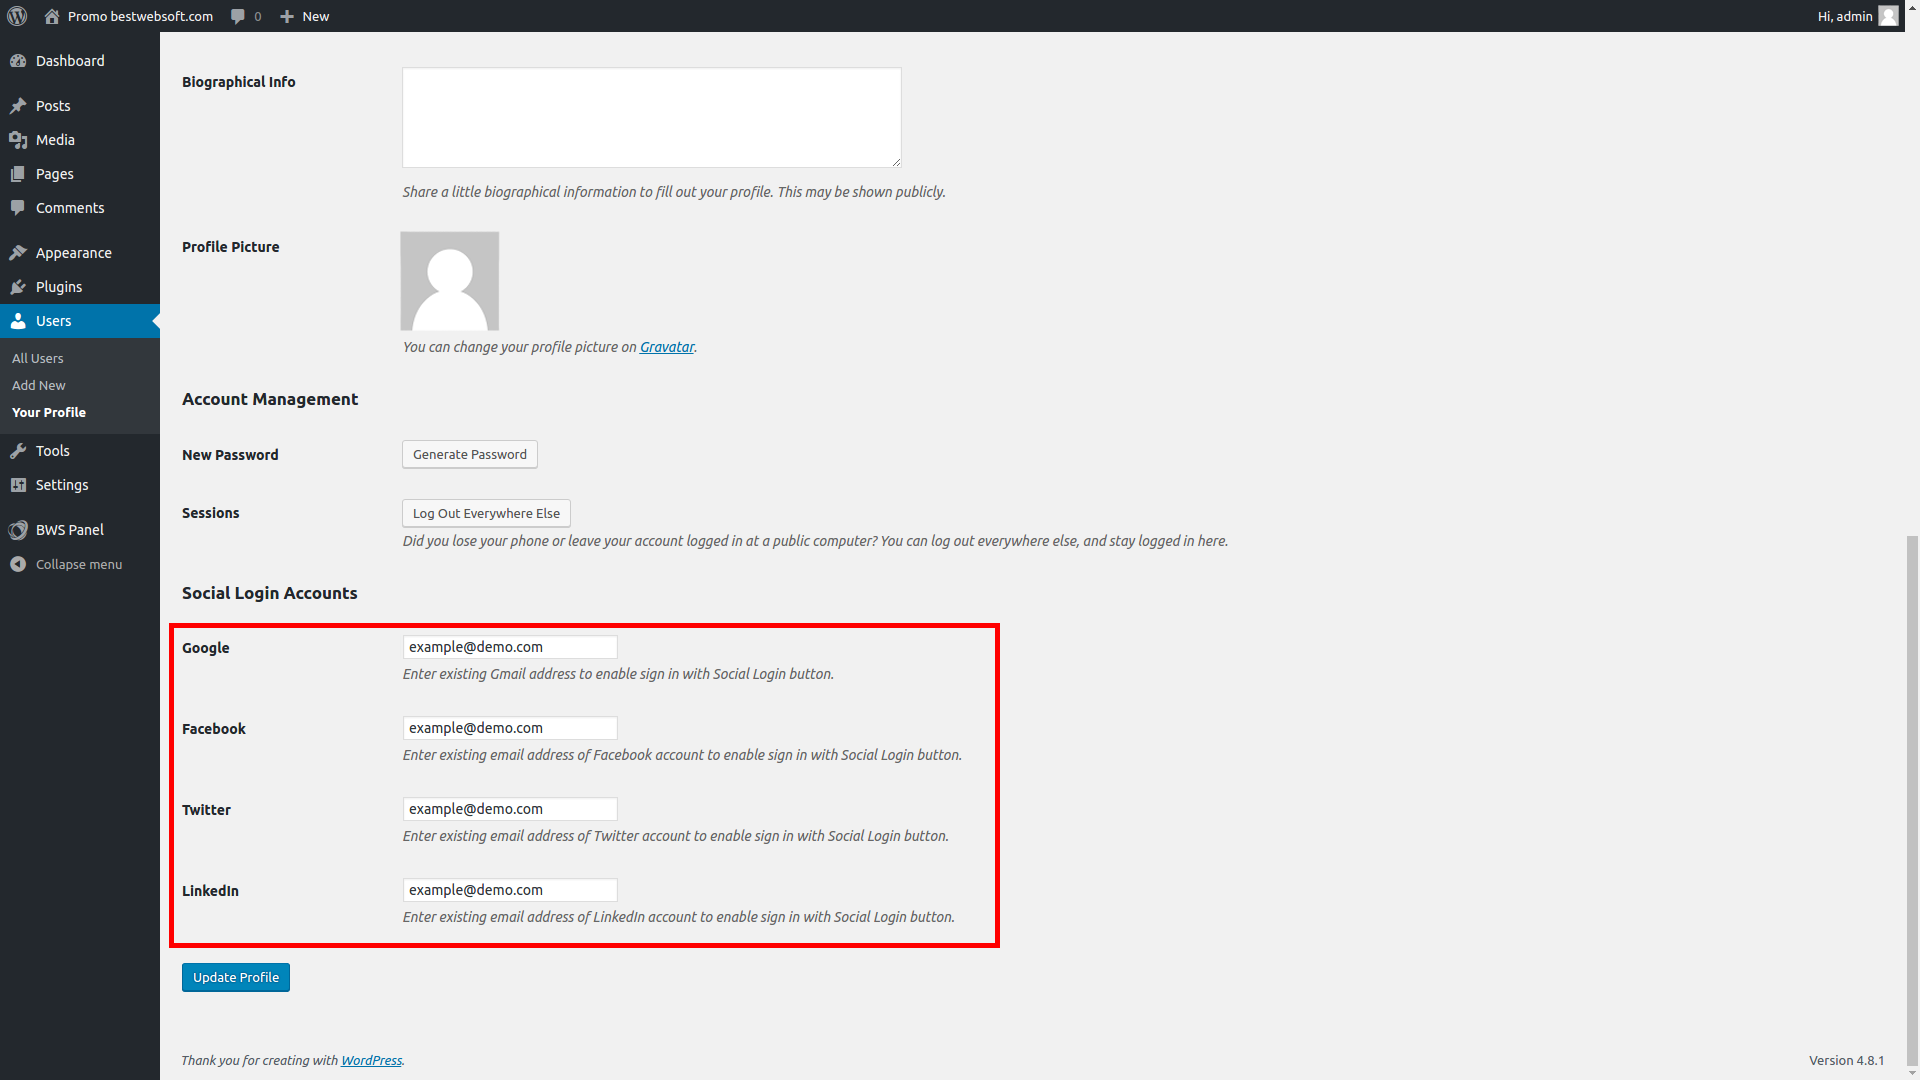 Promo bestwebsoft.com 0 New Hi, admin
Dashboard
Posts
Media
Pages
Comments
Appearance
Plugins
Users
All Users
Add New
Your Profile
Tools
Settings
BWS Panel
Collapse menu
Biographical Info
Share a little biographical information to fill out your profile. This may be shown publicly.
Profile Picture
You can change your profile picture on Gravatar.
Account Management
New Password Generate Password
Sessions Log Out Everywhere Else
Did you lose your phone or leave your account logged in at a public computer? You can log out everywhere else, and stay logged in here.
Social Login Accounts
Google example@demo.com
Enter existing Gmail address to enable sign in with Social Login button.
Facebook example@demo.com
Enter existing email address of Facebook account to enable sign in with Social Login button.
Twitter example@demo.com
Enter existing email address of Twitter account to enable sign in with Social Login button.
LinkedIn example@demo.com
Enter existing email address of LinkedIn account to enable sign in with Social Login button.
Update Profile
Thank you for creating with WordPress. Version 4.8.1